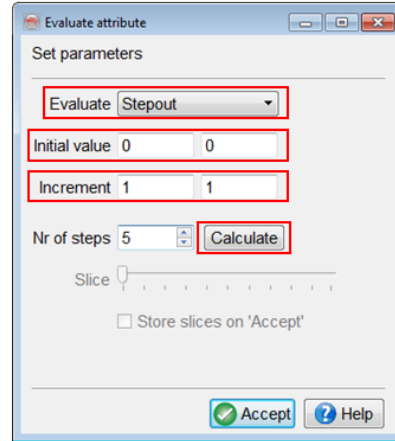 Evaluate attribute
Set parameters
Evaluate Stepout
Initial value 0 0
Increment 1 1
Nr of steps 5 Calculate
Slice
Store slices on 'Accept'
Accept Help